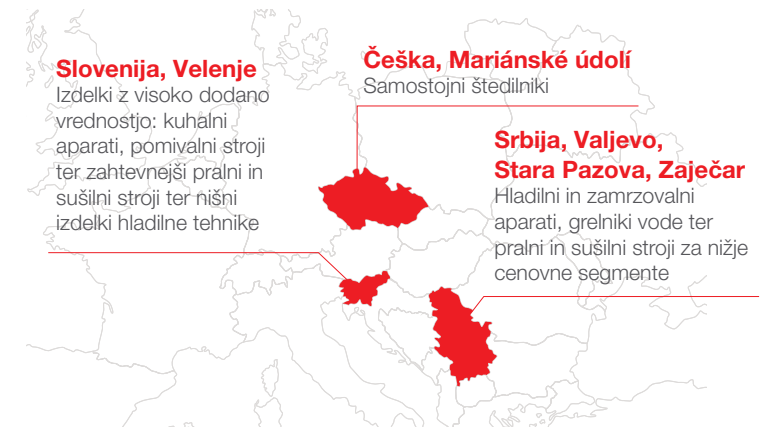 Slovenija, Velenje
Izdelki z visoko dodano
vrednostjo: kuhalni
aparati, pomivalni stroji
ter zahtevnejši pralni in
sušilni stroji ter nišni
izdelki hladilne tehnike
Češka, Mariánské údolí
Samostojni štedilniki
Srbija, Valjevo,
Stara Pazova, Zaječar
Hladilni in zamrzovalni
aparati, grelniki vode ter
pralni in sušilni stroji za nižje
cenovne segmente